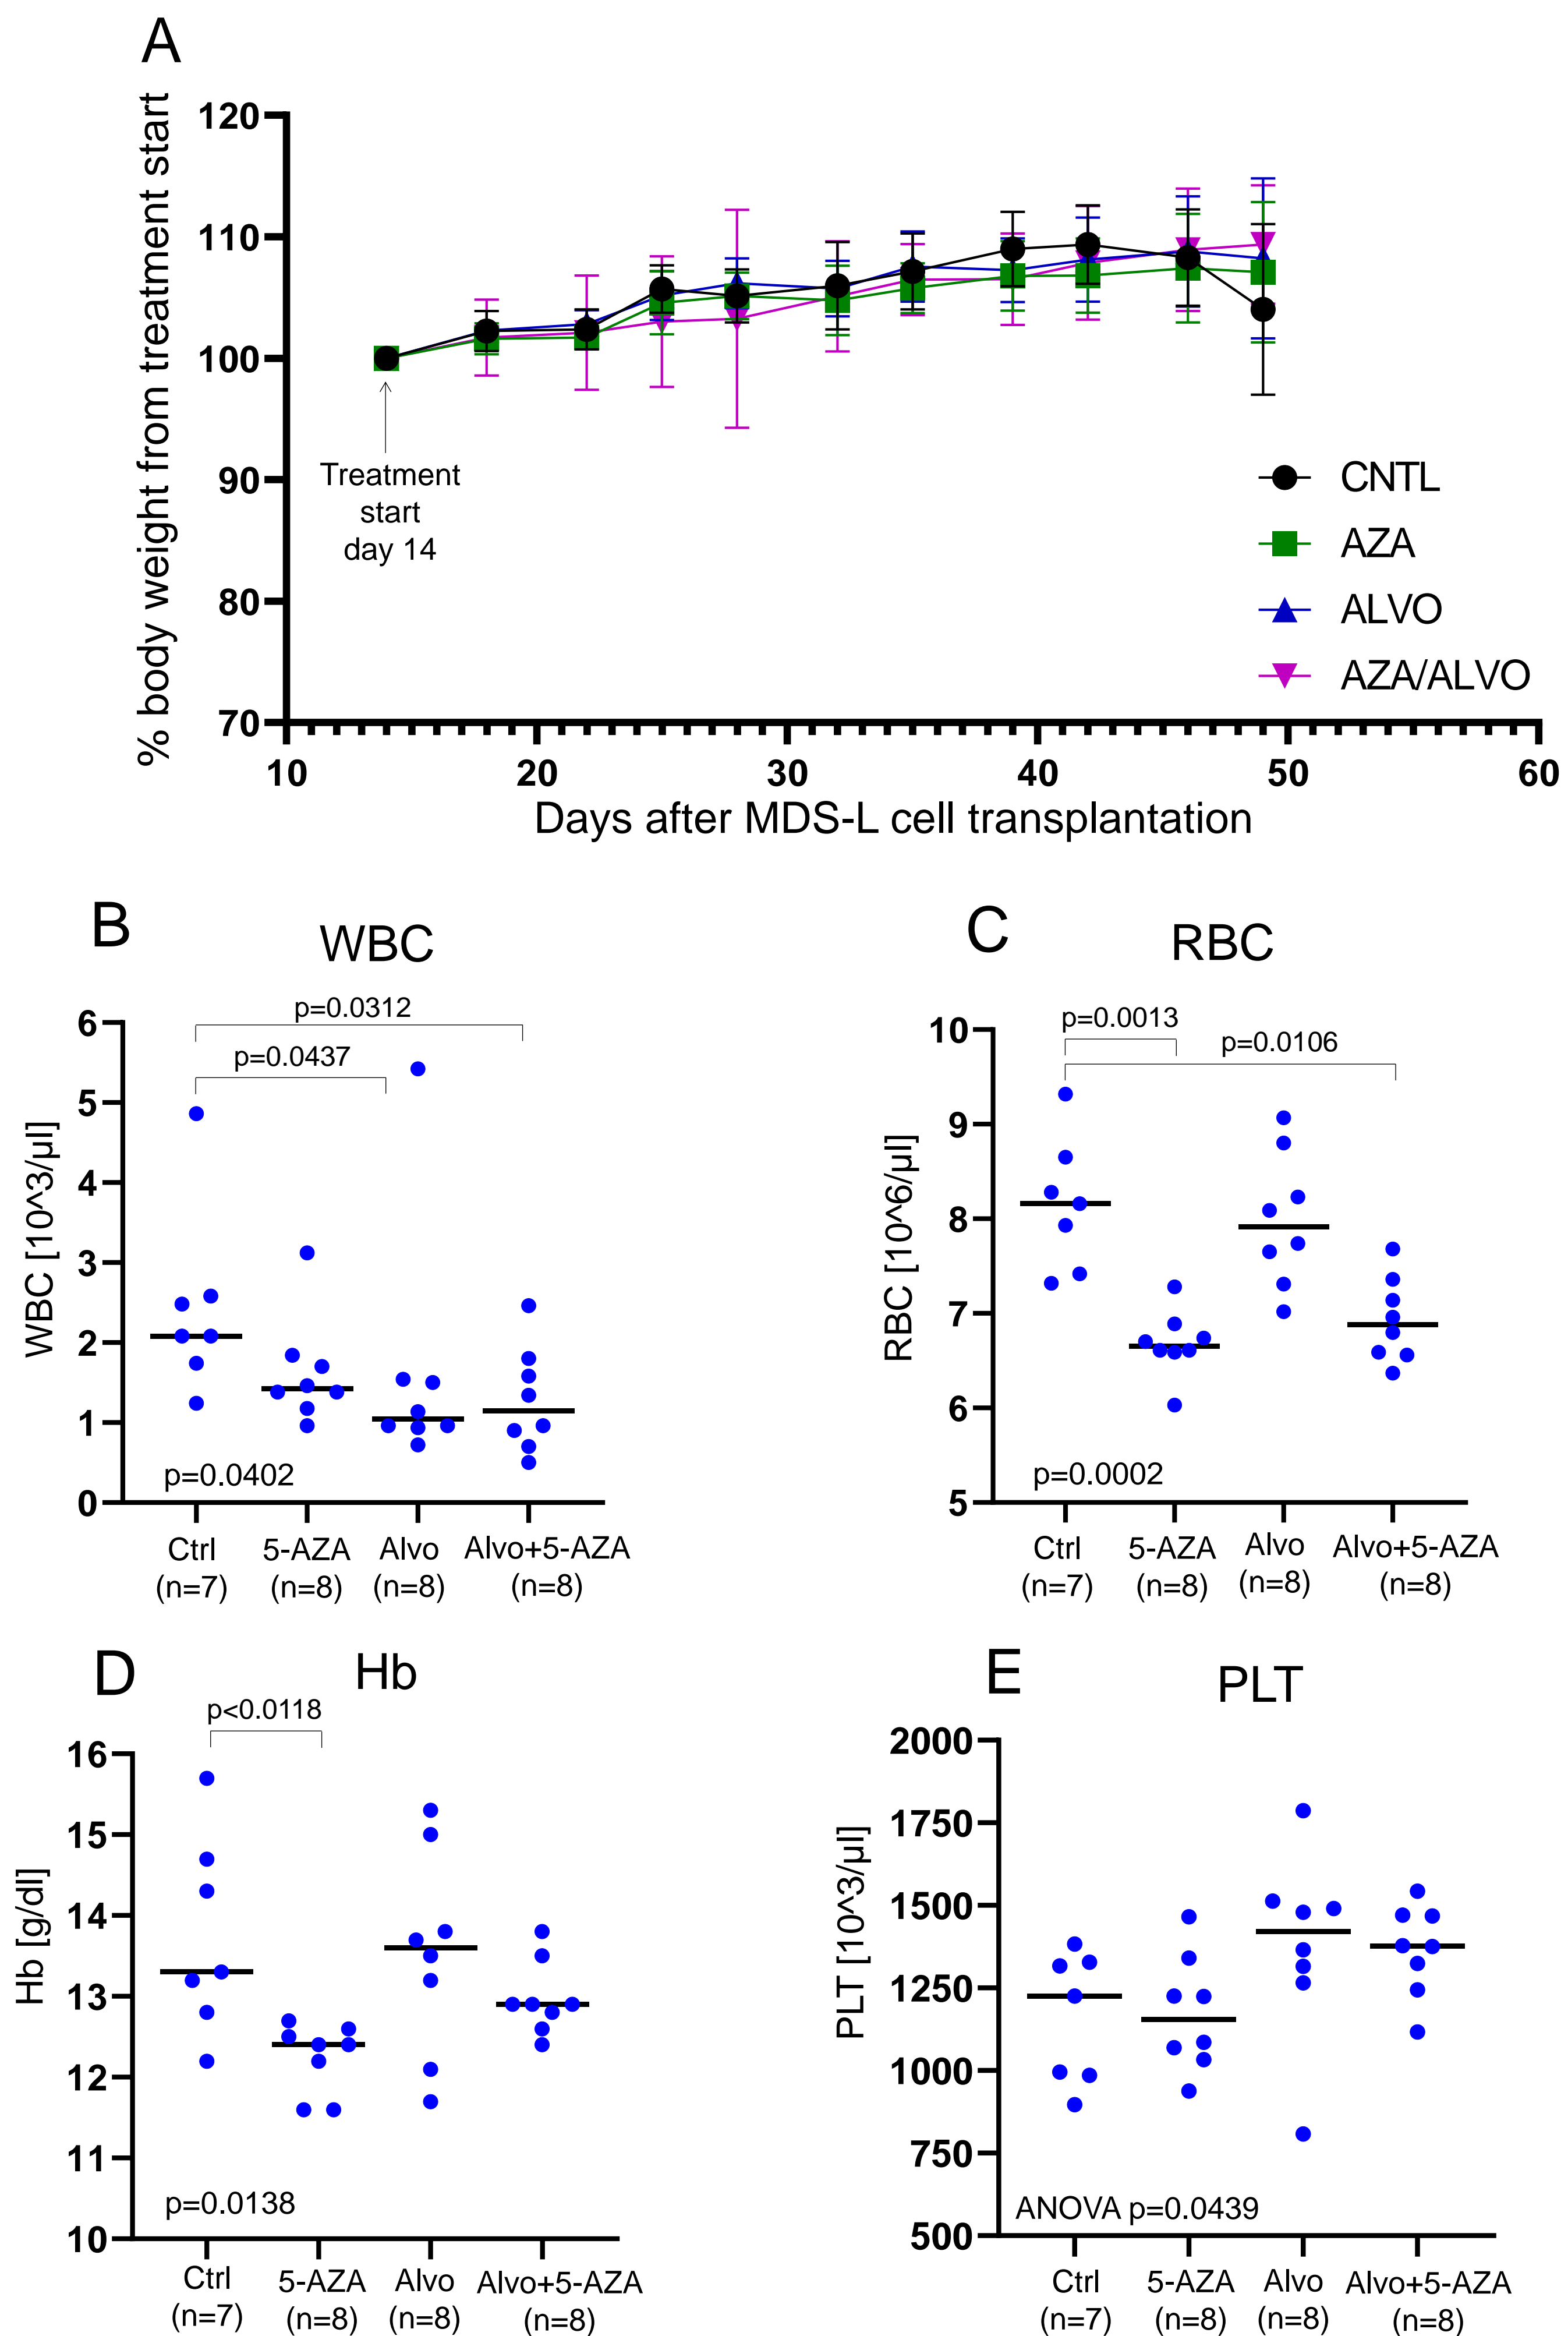 A
% body weight from treatment start
120
110
100
90
80
70
Treatment
start
day 14
CNTL
AZA
ALVO
AZA/ALVO
10 20 30 40 50 60
Days after MDS-L cell transplantation
B
WBC
WBC [10^3/µl]
p=0.0312
p=0.0437
6
5
4
3
2
1
0
p=0.0402
Ctrl 5-AZA Alvo Alvo+5-AZA
(n=7) (n=8) (n=8) (n=8)
C
RBC
RBC [10^6/µl]
p=0.0013
p=0.0106
10
9
8
7
6
5
p=0.0002
Ctrl 5-AZA Alvo Alvo+5-AZA
(n=7) (n=8) (n=8) (n=8)
D
Hb
Hb [g/dl]
p<0.0118
16
15
14
13
12
11
10
p=0.0138
Ctrl 5-AZA Alvo Alvo+5-AZA
(n=7) (n=8) (n=8) (n=8)
E
PLT
PLT [10^3/µl]
2000
1750
1500
1250
1000
750
500
ANOVA p=0.0439
Ctrl 5-AZA Alvo Alvo+5-AZA
(n=7) (n=8) (n=8) (n=8)